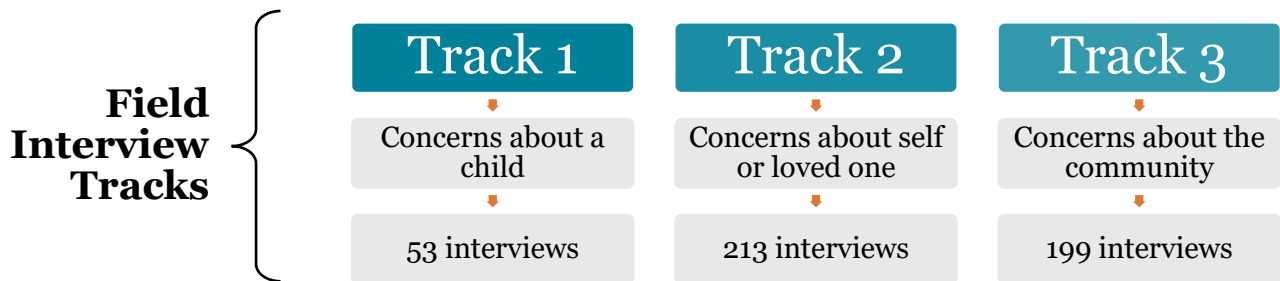 Field
Interview
Tracks
Track 1
Concerns about a
child
53 interviews
Track 2
Concerns about self
or loved one
213 interviews
Track 3
Concerns about the
community
199 interviews